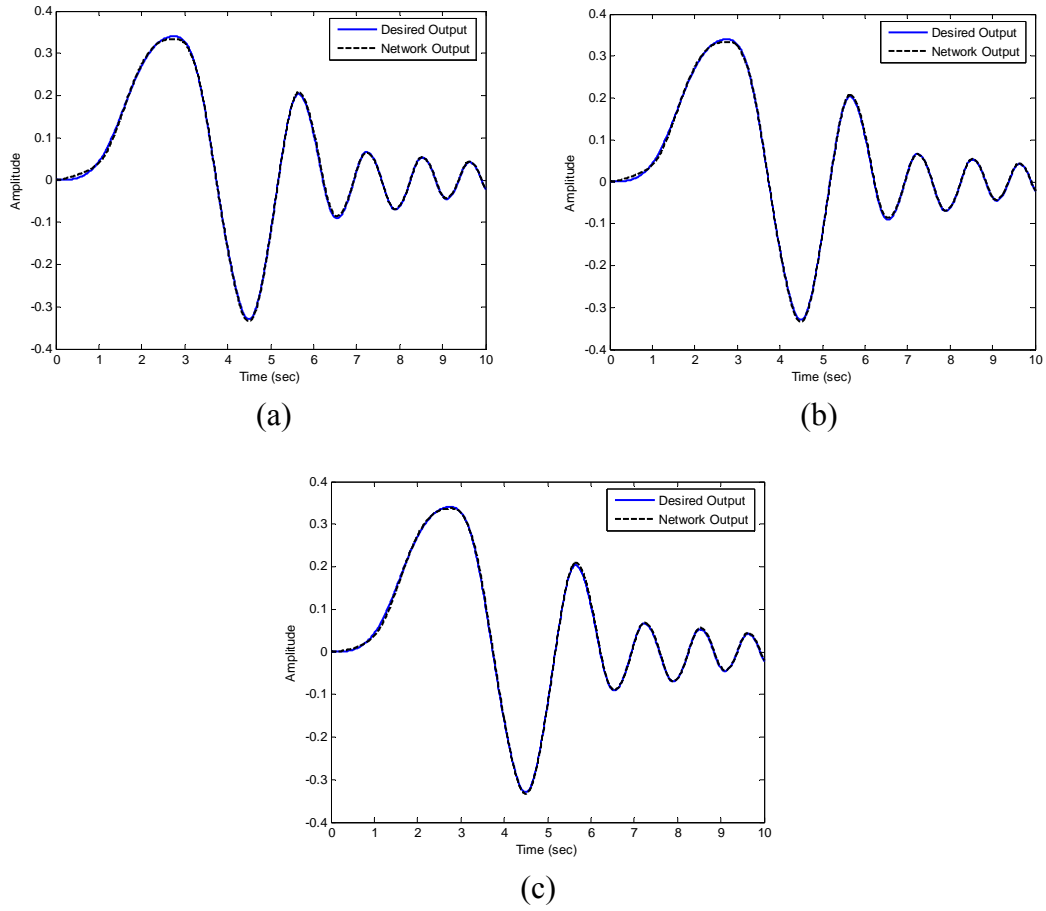 0.4
0.3
0.2
0.1
0
-0.1
-0.2
-0.3
-0.4
Amplitude
0 1 2 3 4 5 6 7 8 9 10
Time (sec)
Desired Output
Network Output
(a)
0.4
0.3
0.2
0.1
0
-0.1
-0.2
-0.3
-0.4
Amplitude
0 1 2 3 4 5 6 7 8 9 10
Time (sec)
Desired Output
Network Output
(b)
0.4
0.3
0.2
0.1
0
-0.1
-0.2
-0.3
-0.4
Amplitude
0 1 2 3 4 5 6 7 8 9 10
Time (sec)
Desired Output
Network Output
(c)